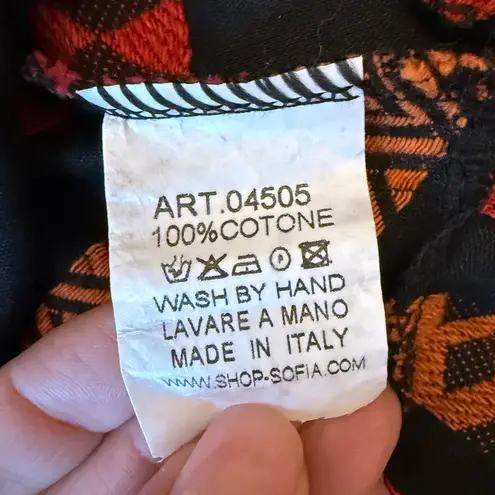 ART.04505
100%COTONE
WASH BY HAND
LAVARE A MANO
MADE IN ITALY
WWW.SHOP-SOFIA.COM